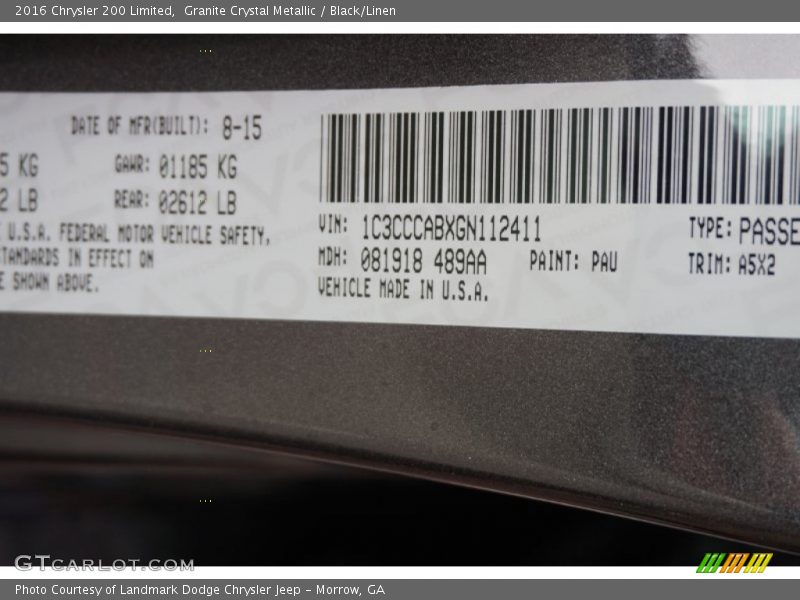 2016 Chrysler 200 Limited, Granite Crystal Metallic / Black/Linen
DATE OF MFR(BUILT): 8-15
5 KG GAWR: 01185 KG
2 LB REAR: 02612 LB
U.S.A. FEDERAL MOTOR VEHICLE SAFETY,
STANDARDS IN EFFECT ON
E SHOWN ABOVE.
VIN: 1C3CCCABXGN112411 TYPE: PASSE
MDH: 081918 489AA PAINT: PAU TRIM: A5X2
VEHICLE MADE IN U.S.A.
GTCARLOT.COM
Photo Courtesy of Landmark Dodge Chrysler Jeep – Morrow, GA